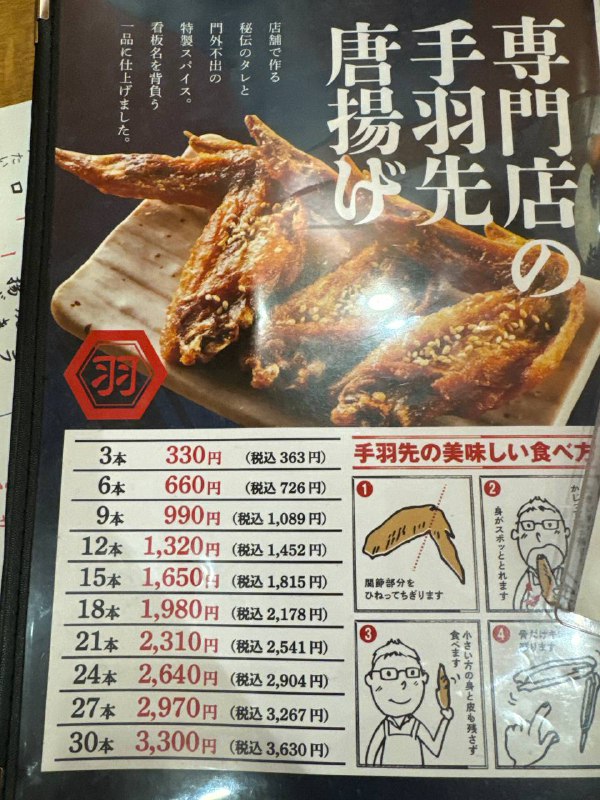 専門店の
手羽先
唐揚げ
店舗で作る
秘伝のタレと
門外不出の
特製スパイス。
看板名を背負う
一品に仕上げました。
羽
3本 330円 (税込 363円)
6本 660円 (税込 726円)
9本 990円 (税込 1,089円)
12本 1,320円 (税込 1,452円)
15本 1,650円 (税込 1,815円)
18本 1,980円 (税込 2,178円)
21本 2,310円 (税込 2,541円)
24本 2,640円 (税込 2,904円)
27本 2,970円 (税込 3,267円)
30本 3,300円 (税込 3,630円)
手羽先の美味しい食べ方
1
関節部分を
ひねってちぎります
2
身がスポッととれます
3
小さい方の身と皮も残さず
食べます
4
骨だけ